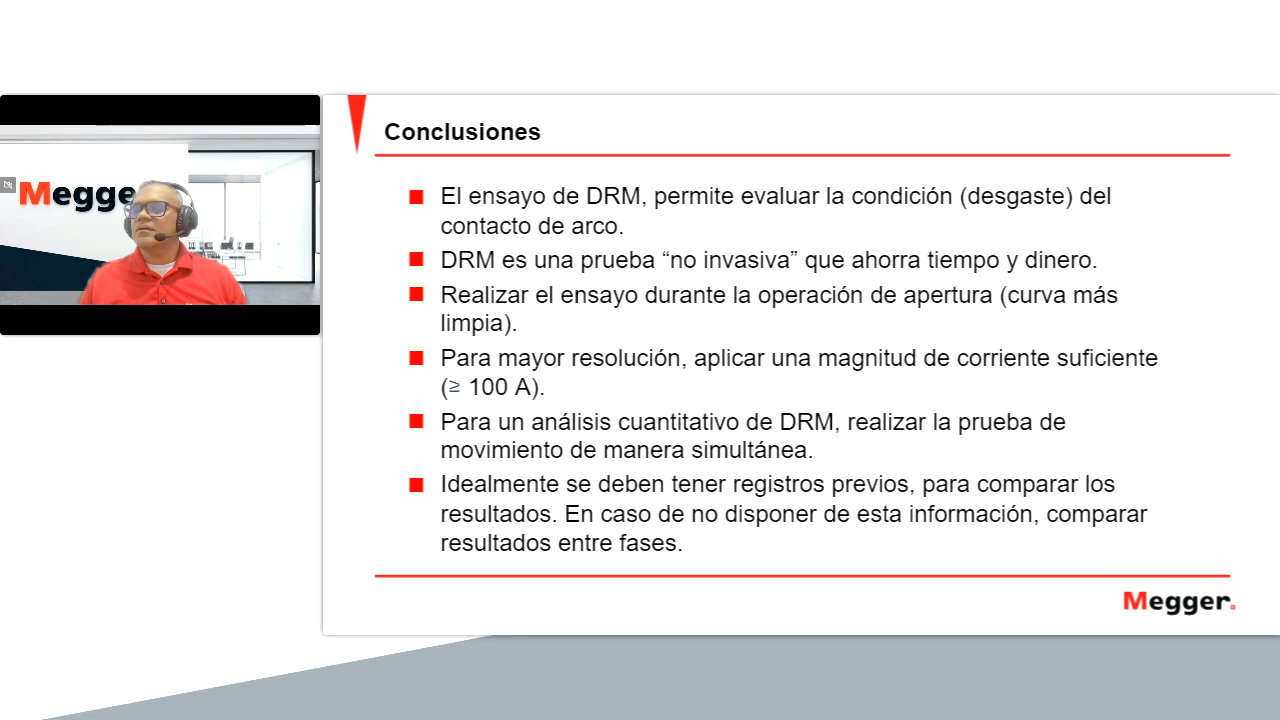 Megge
Conclusiones
El ensayo de DRM, permite evaluar la condición (desgaste) del
contacto de arco.
DRM es una prueba “no invasiva” que ahorra tiempo y dinero.
Realizar el ensayo durante la operación de apertura (curva más
limpia).
Para mayor resolución, aplicar una magnitud de corriente suficiente
(≥ 100 A).
Para un análisis cuantitativo de DRM, realizar la prueba de
movimiento de manera simultánea.
Idealmente se deben tener registros previos, para comparar los
resultados. En caso de no disponer de esta información, comparar
resultados entre fases.
Megger.